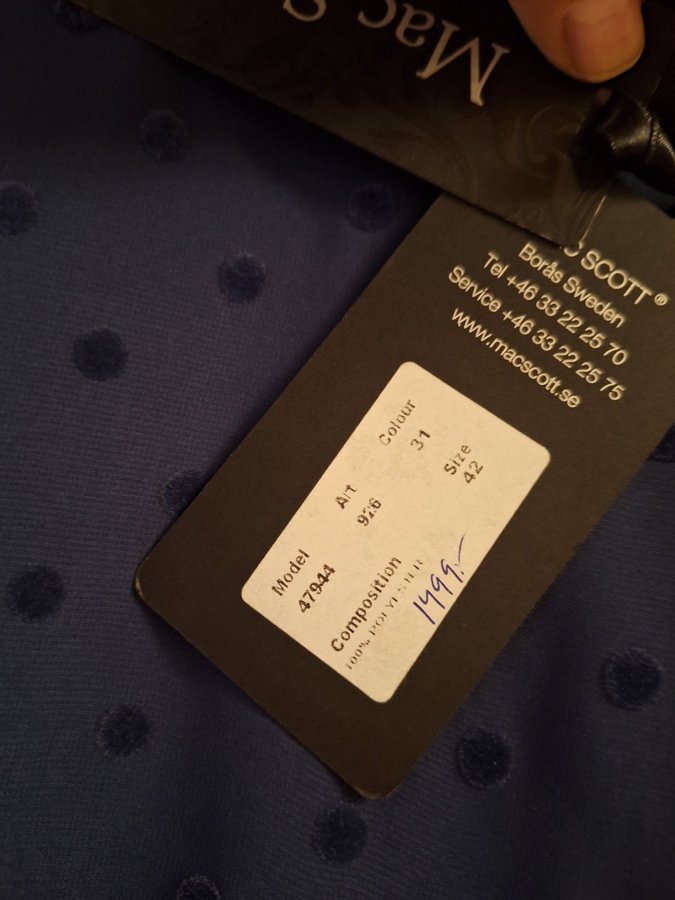 Mac S
SCOTT®
Borås Sweden
Tel +46 33 22 25 70
Service +46 33 22 25 75
www.macscott.se
Model Art Colour
47944 926 31
Size
42
Composition
100% POLYESTER
1499.-